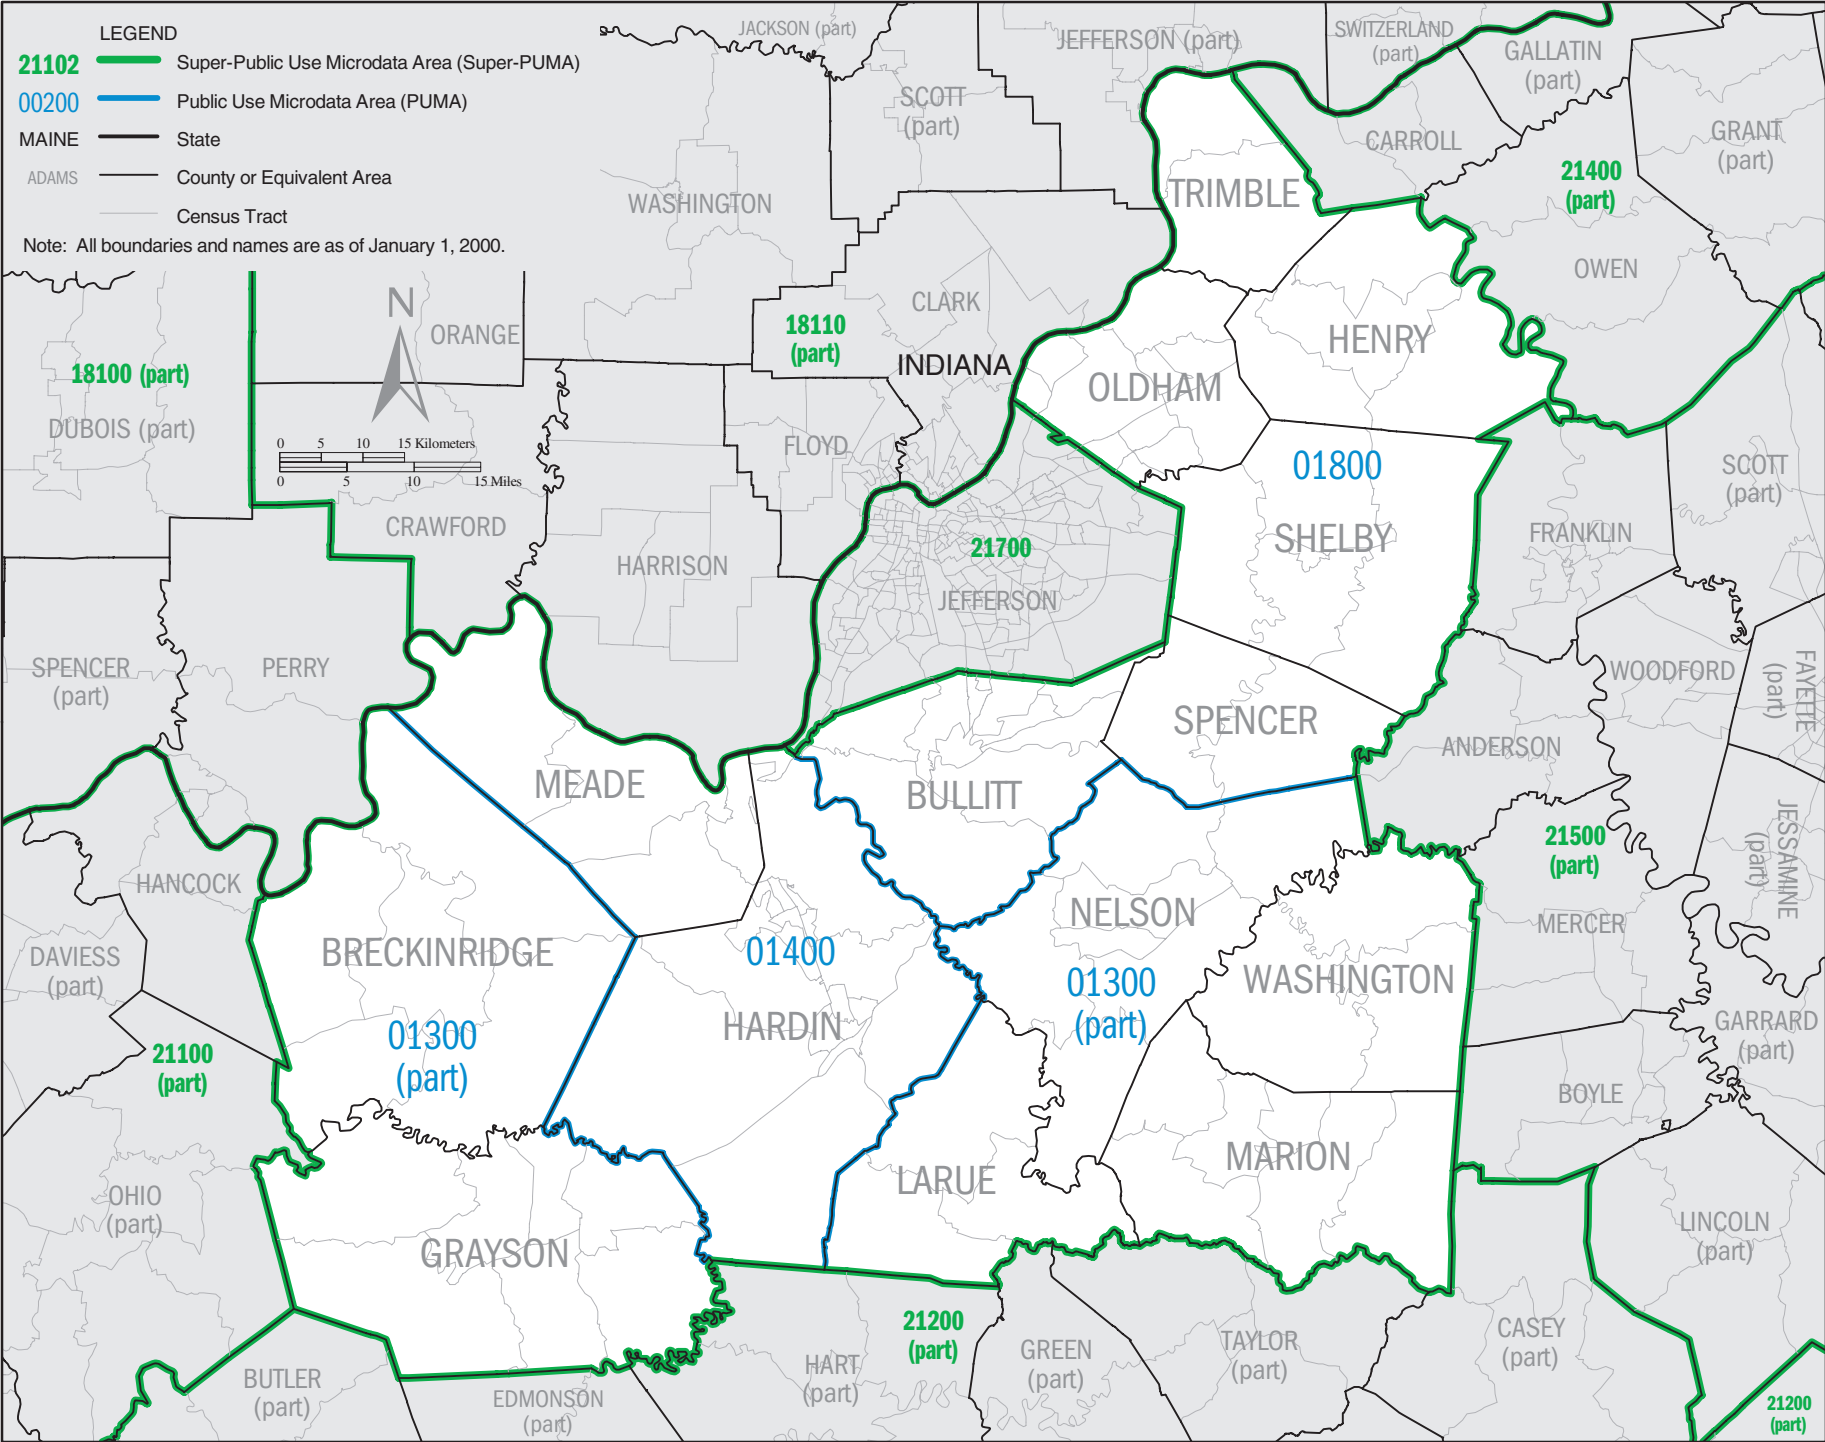 LEGEND
21102 Super-Public Use Microdata Area (Super-PUMA)
00200 Public Use Microdata Area (PUMA)
MAINE State
ADAMS County or Equivalent Area
Census Tract
Note: All boundaries and names are as of January 1, 2000.
JACKSON (part)
JEFFERSON (part)
SWITZERLAND
(part)
GALLATIN
(part)
SCOTT
(part)
GRANT
(part)
CARROLL
21400
(part)
TRIMBLE
WASHINGTON
OWEN
N
ORANGE
CLARK
18110
(part)
HENRY
INDIANA
18100 (part)
OLDHAM
DUBOIS (part)
0 5 10 15 Kilometers
0 5 10 15 Miles
FLOYD
01800
SCOTT
(part)
CRAWFORD
SHELBY
FRANKLIN
21700
HARRISON
JEFFERSON
SPENCER
(part)
PERRY
WOODFORD
FAYETTE
(part)
SPENCER
ANDERSON
MEADE
BULLITT
21500
(part)
JESSAMINE
(part)
HANCOCK
NELSON
MERCER
BRECKINRIDGE
01400
DAVIESS
(part)
WASHINGTON
01300
(part)
HARDIN
GARRARD
(part)
01300
(part)
21100
(part)
BOYLE
MARION
LARUE
OHIO
(part)
LINCOLN
(part)
GRAYSON
21200
(part)
CASEY
(part)
TAYLOR
(part)
GREEN
(part)
HART
(part)
BUTLER
(part)
EDMONSON
(part)
21200
(part)